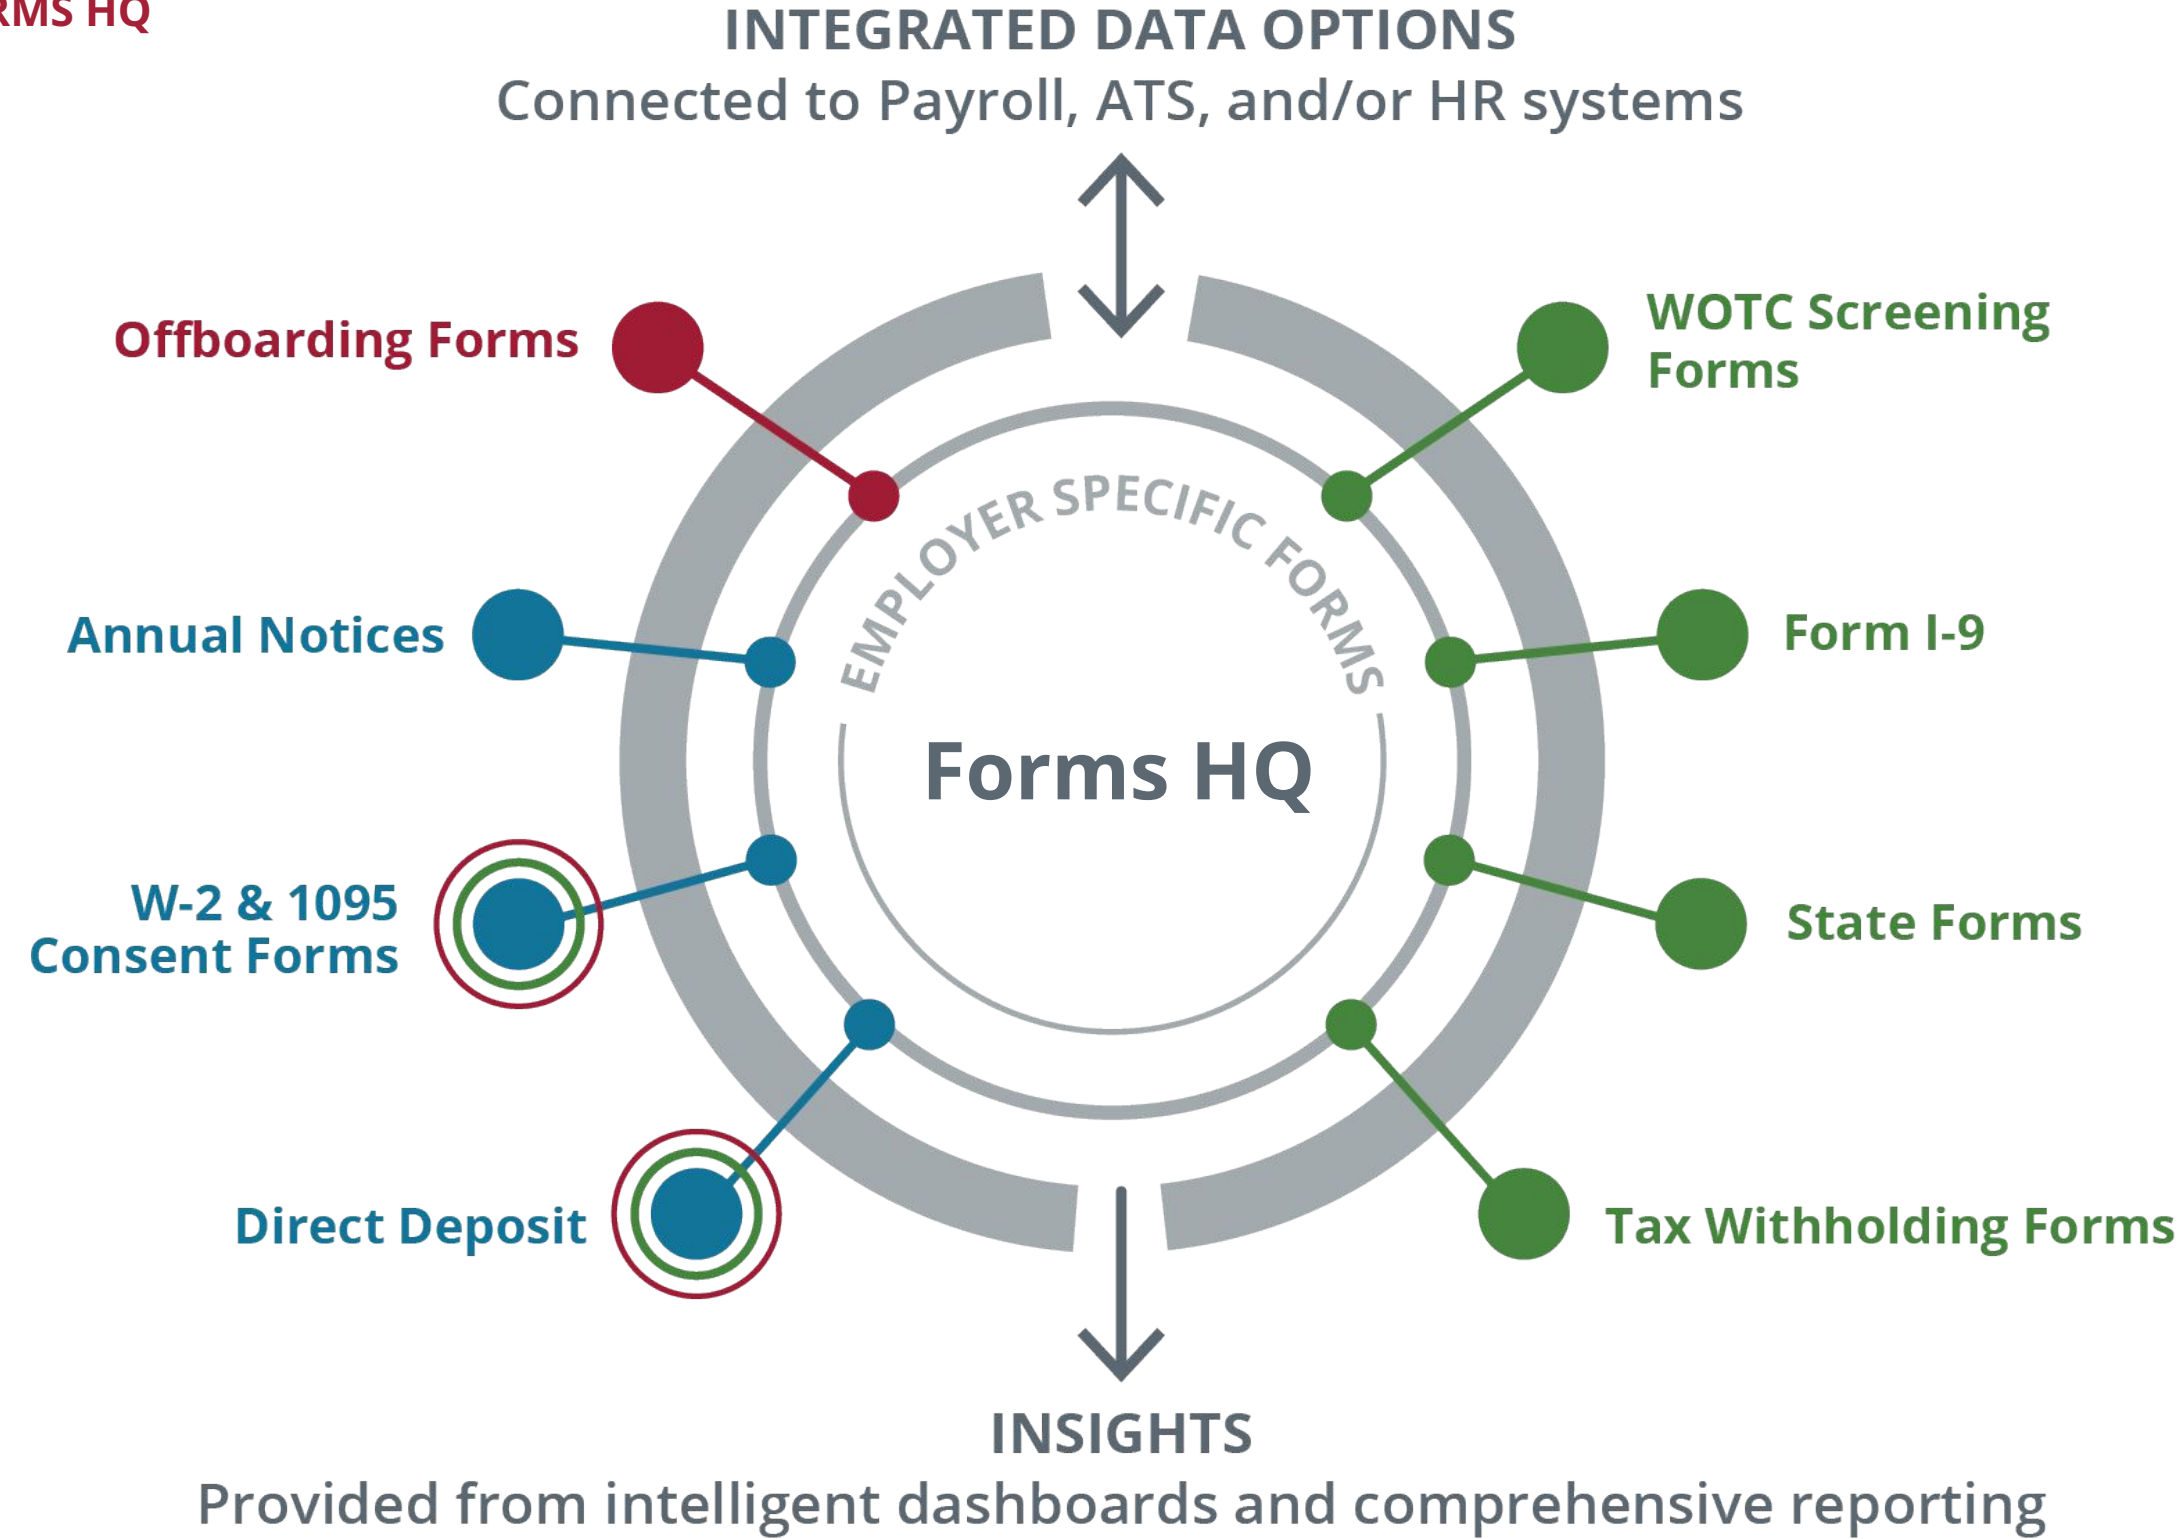 RMS HQ
INTEGRATED DATA OPTIONS
Connected to Payroll, ATS, and/or HR systems
Offboarding Forms
WOTC Screening
Forms
EMPLOYER SPECIFIC FORMS
Annual Notices
Form I-9
Forms HQ
W-2 & 1095
Consent Forms
State Forms
Direct Deposit
Tax Withholding Forms
INSIGHTS
Provided from intelligent dashboards and comprehensive reporting